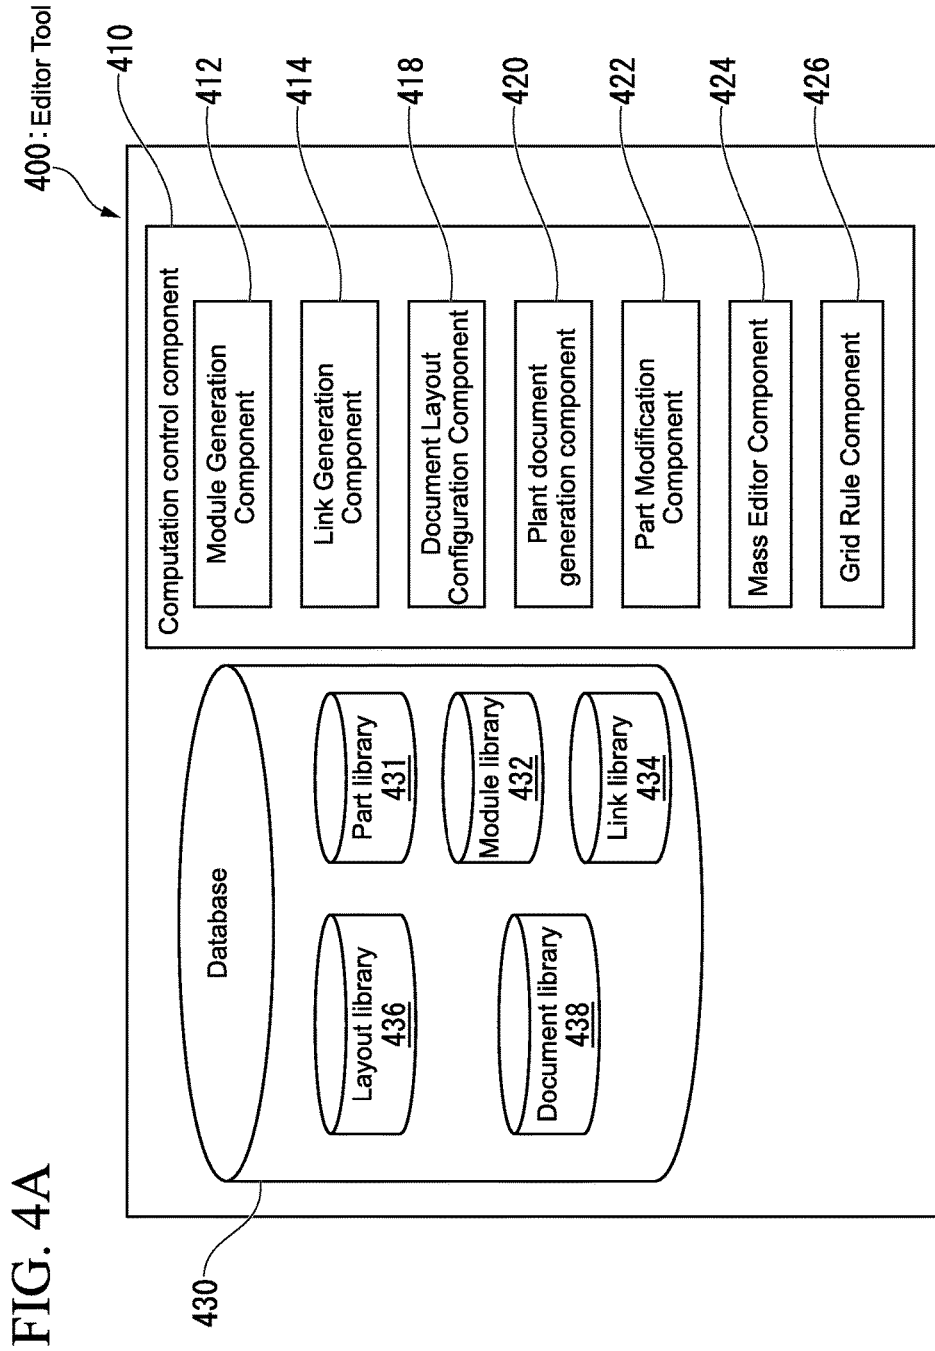 FIG. 4A
400: Editor Tool
410
Computation control component
412
Module Generation
Component
414
Link Generation
Component
418
Document Layout
Configuration Component
420
Plant document
generation component
422
Part Modification
Component
424
Mass Editor Component
426
Grid Rule Component
430
Database
Layout library
436
Part library
431
Module library
432
Document library
438
Link library
434